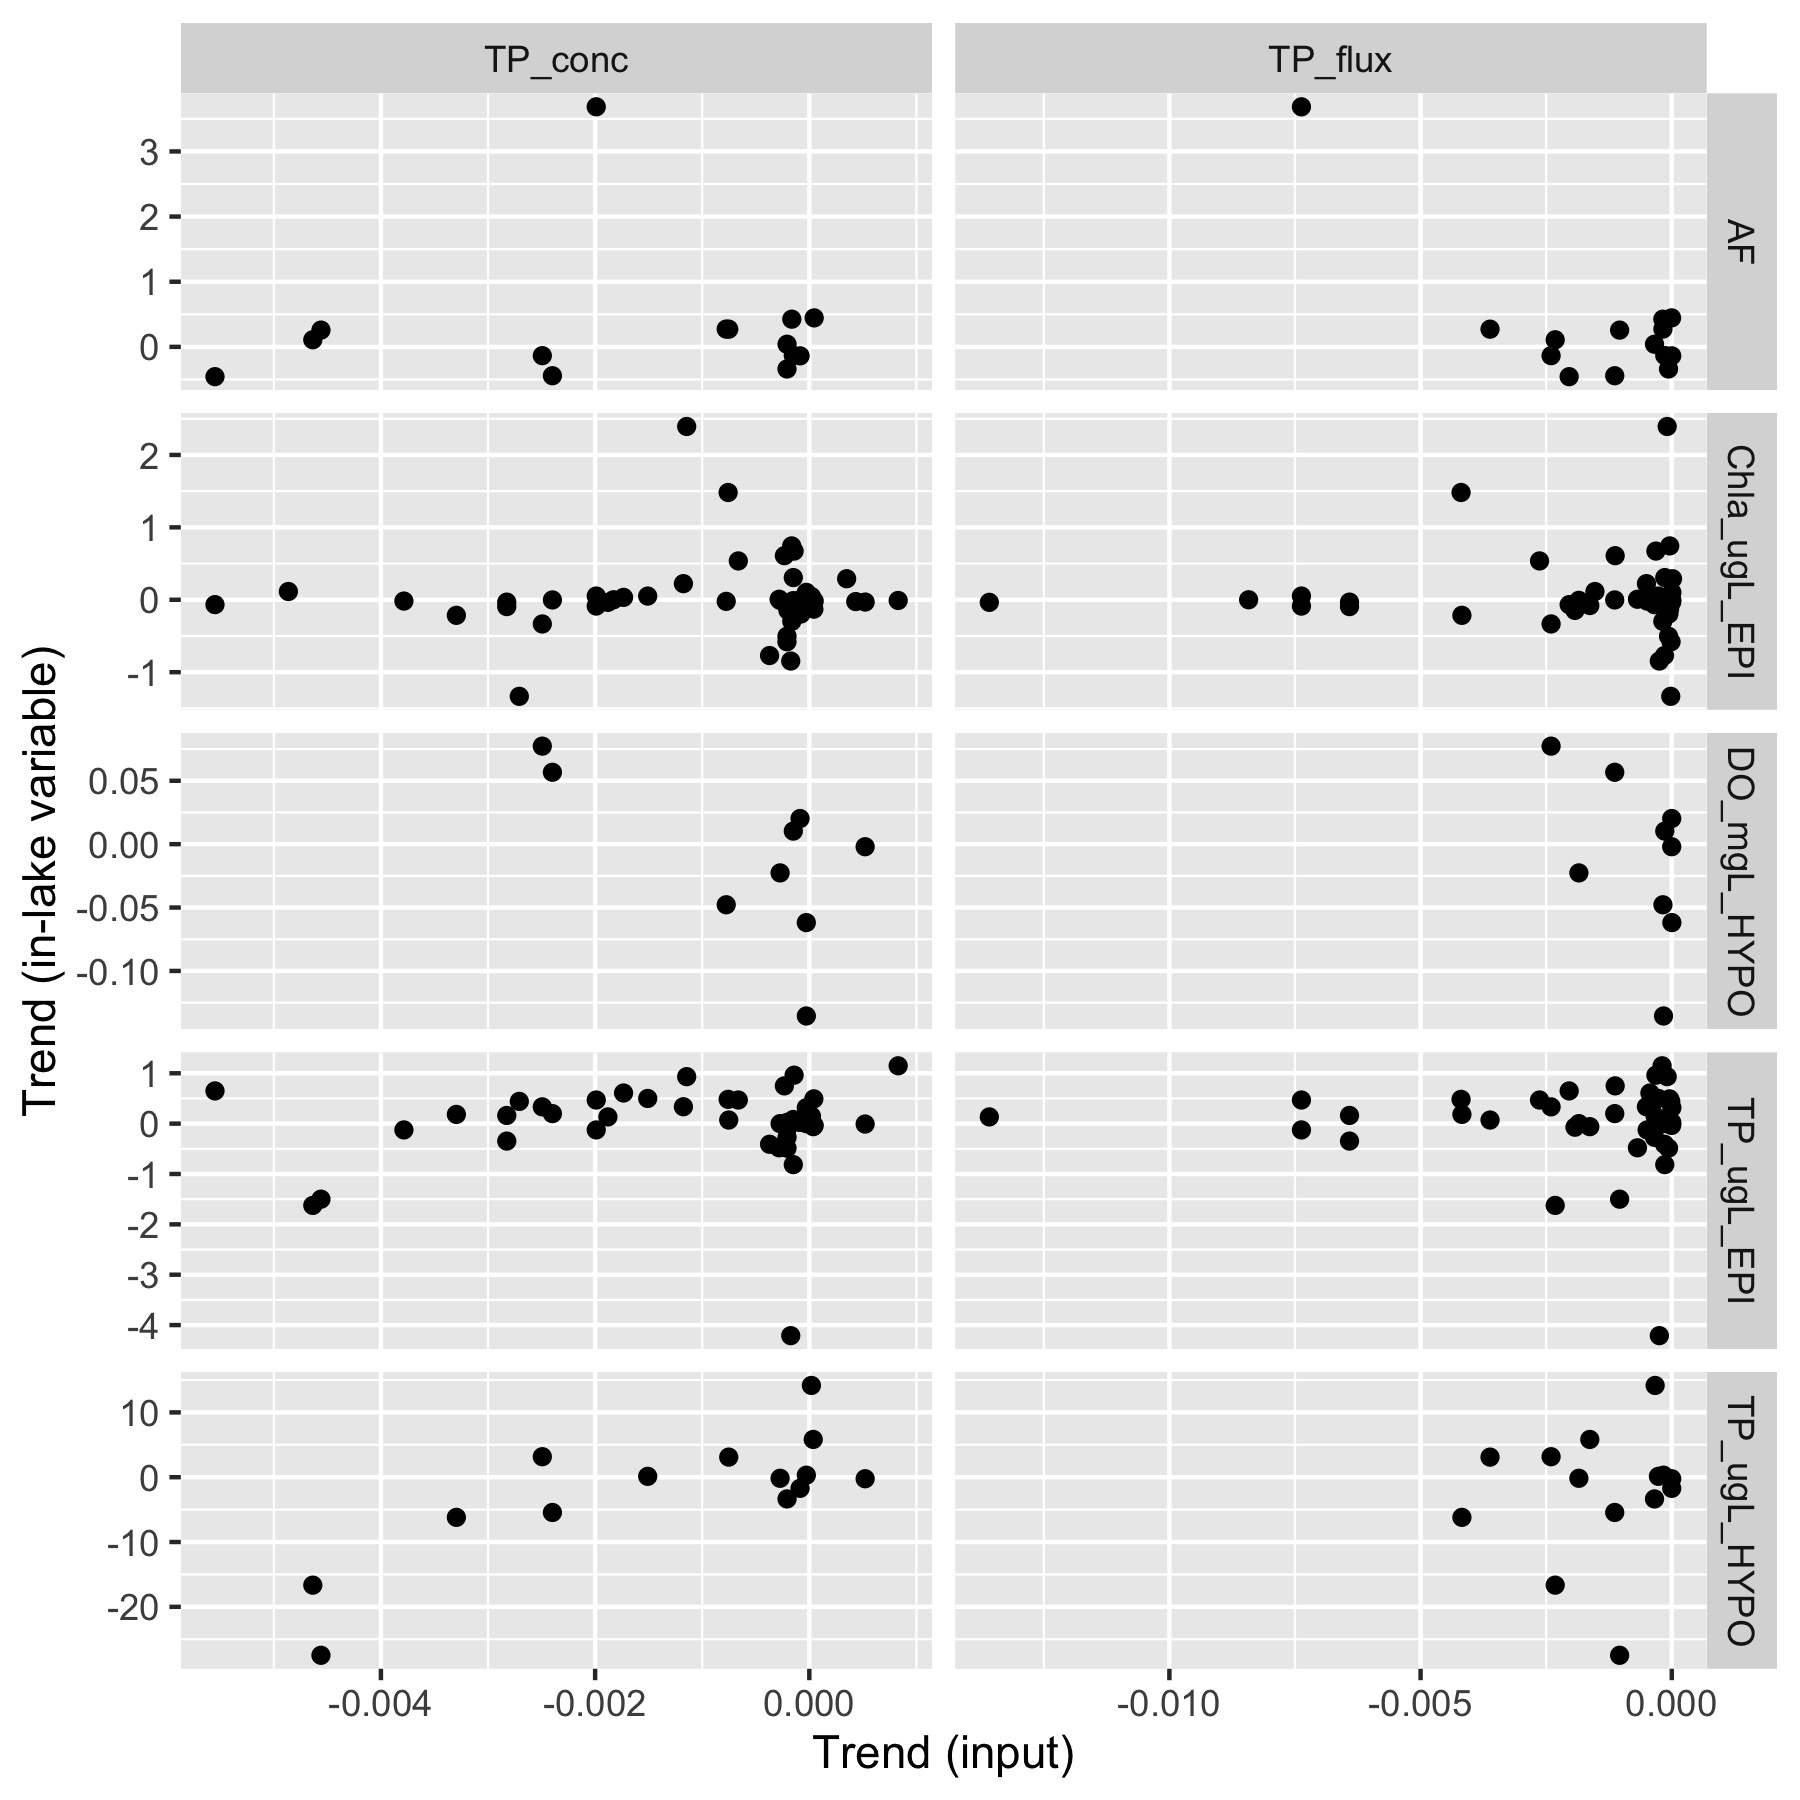 TP_conc
TP_flux
3
2
1
0
AF
2
1
0
-1
Chla_ugL_EPI
0.05
0.00
-0.05
-0.10
DO_mgL_HYPO
1
0
-1
-2
-3
-4
TP_ugL_EPI
10
0
-10
-20
TP_ugL_HYPO
-0.004 -0.002 0.000
-0.010 -0.005 0.000
Trend (input)
Trend (in-lake variable)